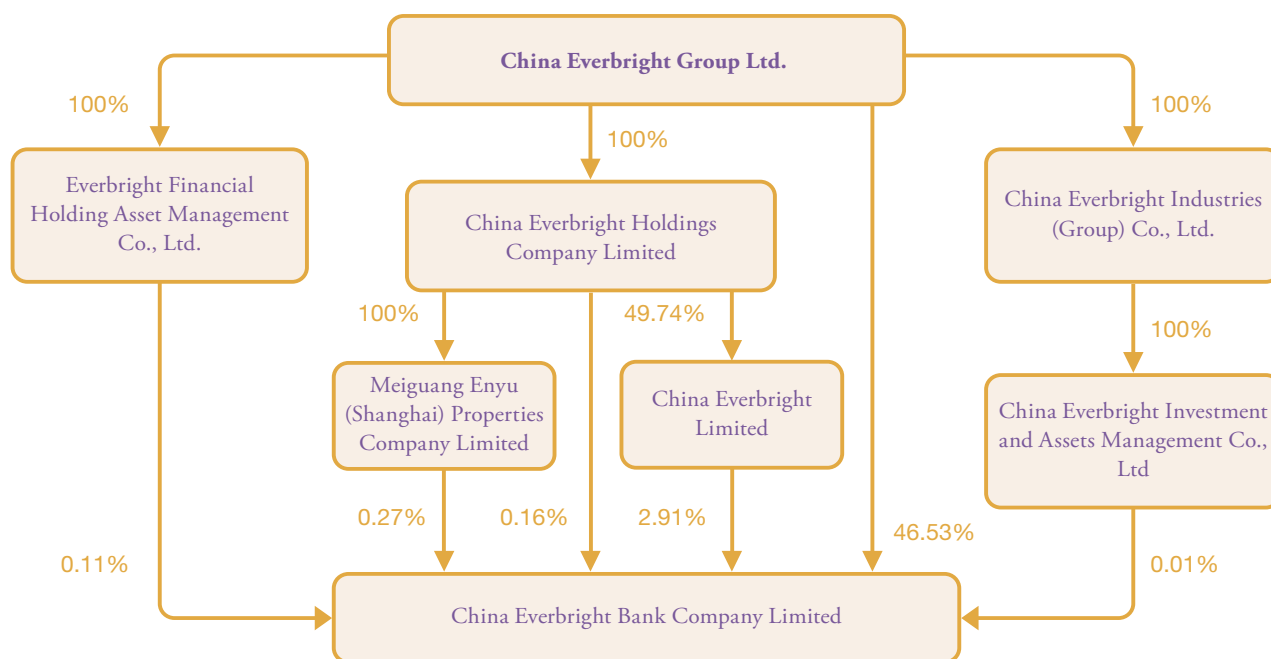 China Everbright Group Ltd.
100%
100%
100%
Everbright Financial
Holding Asset Management
Co., Ltd.
China Everbright Holdings
Company Limited
China Everbright Industries
(Group) Co., Ltd.
100%
49.74%
100%
Meiguang Enyu
(Shanghai) Properties
Company Limited
China Everbright
Limited
China Everbright Investment
and Assets Management Co.,
Ltd
0.27%
0.16%
2.91%
46.53%
0.11%
0.01%
China Everbright Bank Company Limited